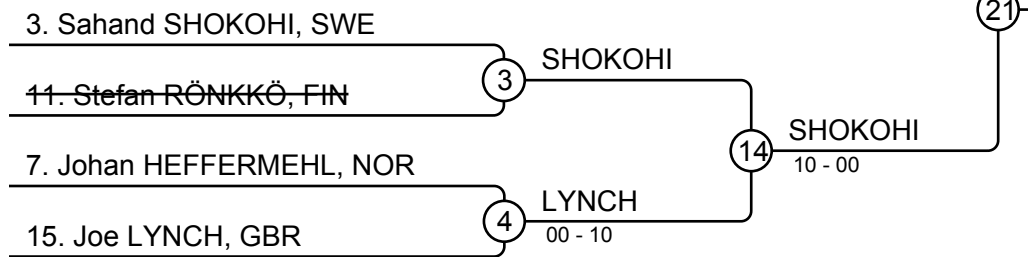 3. Sahand SHOKOHI, SWE
11. Stefan RÖNKKÖ, FIN
7. Johan HEFFERMEHL, NOR
15. Joe LYNCH, GBR
3
SHOKOHI
4
LYNCH
00 - 10
14
SHOKOHI
10 - 00
21